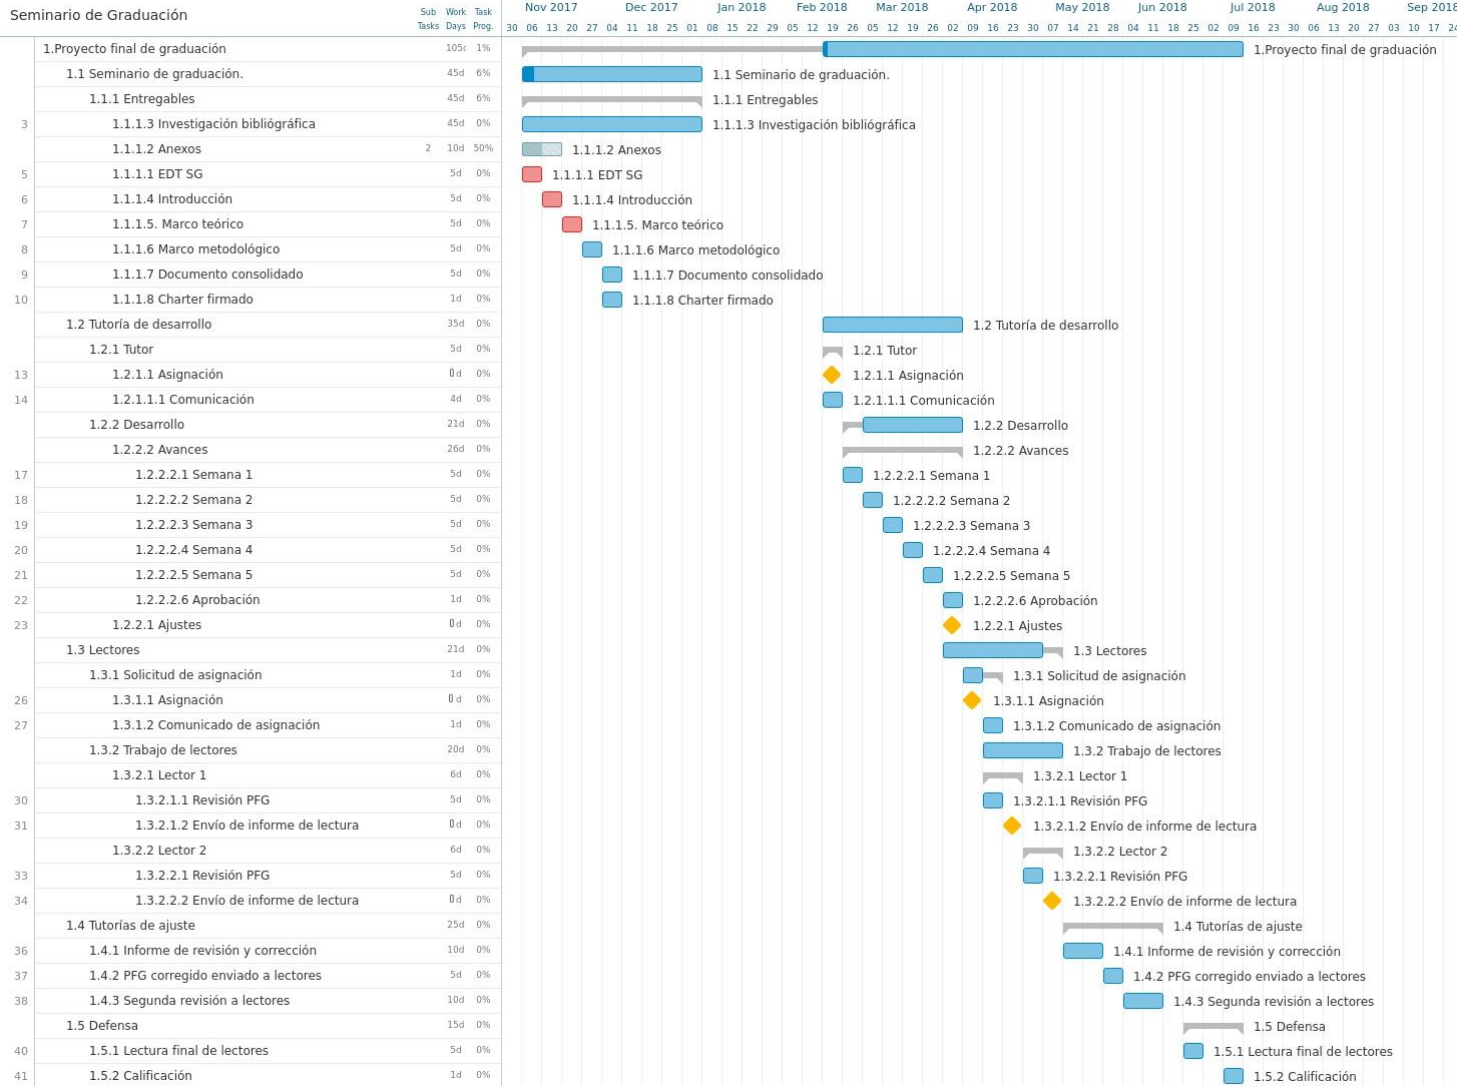 Seminario de Graduación
Sub Tasks Work Days Task Prog.
Nov 2017 Dec 2017 Jan 2018 Feb 2018 Mar 2018 Apr 2018 May 2018 Jun 2018 Jul 2018 Aug 2018 Sep 2018
30 06 13 20 27 04 11 18 25 01 08 15 22 29 05 12 19 26 05 12 19 26 02 09 16 23 30 07 14 21 28 04 11 18 25 02 09 16 23 30 06 13 20 27 03 10 17 24
1.Proyecto final de graduación 1% 1.Proyecto final de graduación
1.1 Seminario de graduación. 45d 6% 1.1 Seminario de graduación.
1.1.1 Entregables 45d 6% 1.1.1 Entregables
3 1.1.1.3 Investigación bibliógráfica 45d 0% 1.1.1.3 Investigación bibliógráfica
1.1.1.2 Anexos 2 10d 50% 1.1.1.2 Anexos
5 1.1.1.1 EDT SG 5d 0% 1.1.1.1 EDT SG
6 1.1.1.4 Introducción 5d 0% 1.1.1.4 Introducción
7 1.1.1.5. Marco teórico 5d 0% 1.1.1.5. Marco teórico
8 1.1.1.6 Marco metodológico 5d 0% 1.1.1.6 Marco metodológico
9 1.1.1.7 Documento consolidado 5d 0% 1.1.1.7 Documento consolidado
10 1.1.1.8 Charter firmado 1d 0% 1.1.1.8 Charter firmado
1.2 Tutoría de desarrollo 35d 0% 1.2 Tutoría de desarrollo
1.2.1 Tutor 5d 0% 1.2.1 Tutor
13 1.2.1.1 Asignación 0d 0% 1.2.1.1 Asignación
14 1.2.1.1.1 Comunicación 4d 0% 1.2.1.1.1 Comunicación
1.2.2 Desarrollo 21d 0% 1.2.2 Desarrollo
1.2.2.2 Avances 26d 0% 1.2.2.2 Avances
17 1.2.2.2.1 Semana 1 5d 0% 1.2.2.2.1 Semana 1
18 1.2.2.2.2 Semana 2 5d 0% 1.2.2.2.2 Semana 2
19 1.2.2.2.3 Semana 3 5d 0% 1.2.2.2.3 Semana 3
20 1.2.2.2.4 Semana 4 5d 0% 1.2.2.2.4 Semana 4
21 1.2.2.2.5 Semana 5 5d 0% 1.2.2.2.5 Semana 5
22 1.2.2.2.6 Aprobación 1d 0% 1.2.2.2.6 Aprobación
23 1.2.2.1 Ajustes 0d 0% 1.2.2.1 Ajustes
1.3 Lectores 21d 0% 1.3 Lectores
1.3.1 Solicitud de asignación 1d 0% 1.3.1 Solicitud de asignación
26 1.3.1.1 Asignación 0d 0% 1.3.1.1 Asignación
27 1.3.1.2 Comunicado de asignación 1d 0% 1.3.1.2 Comunicado de asignación
1.3.2 Trabajo de lectores 20d 0% 1.3.2 Trabajo de lectores
1.3.2.1 Lector 1 6d 0% 1.3.2.1 Lector 1
30 1.3.2.1.1 Revisión PFG 5d 0% 1.3.2.1.1 Revisión PFG
31 1.3.2.1.2 Envío de informe de lectura 0d 0% 1.3.2.1.2 Envío de informe de lectura
1.3.2.2 Lector 2 6d 0% 1.3.2.2 Lector 2
33 1.3.2.2.1 Revisión PFG 5d 0% 1.3.2.2.1 Revisión PFG
34 1.3.2.2.2 Envío de informe de lectura 0d 0% 1.3.2.2.2 Envío de informe de lectura
1.4 Tutorías de ajuste 25d 0% 1.4 Tutorías de ajuste
36 1.4.1 Informe de revisión y corrección 10d 0% 1.4.1 Informe de revisión y corrección
37 1.4.2 PFG corregido enviado a lectores 5d 0% 1.4.2 PFG corregido enviado a lectores
38 1.4.3 Segunda revisión a lectores 10d 0% 1.4.3 Segunda revisión a lectores
1.5 Defensa 15d 0% 1.5 Defensa
40 1.5.1 Lectura final de lectores 5d 0% 1.5.1 Lectura final de lectores
41 1.5.2 Calificación 1d 0% 1.5.2 Calificación